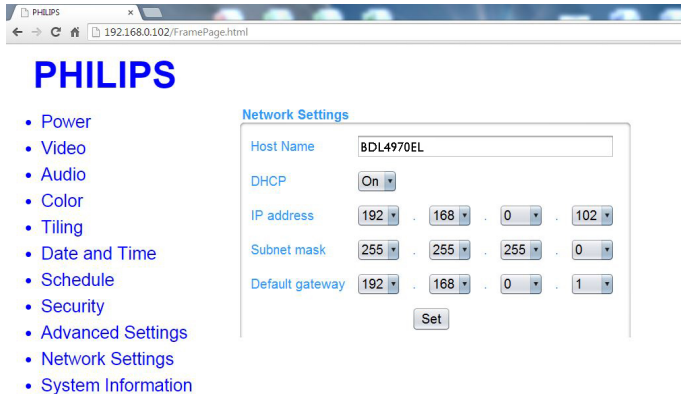 PHILIPS
192.168.0.102/FramePage.html
PHILIPS
• Power
• Video
• Audio
• Color
• Tiling
• Date and Time
• Schedule
• Security
• Advanced Settings
• Network Settings
• System Information
Network Settings
Host Name BDL4970EL
DHCP On
IP address 192 . 168 . 0 . 102
Subnet mask 255 . 255 . 255 . 0
Default gateway 192 . 168 . 0 . 1
Set